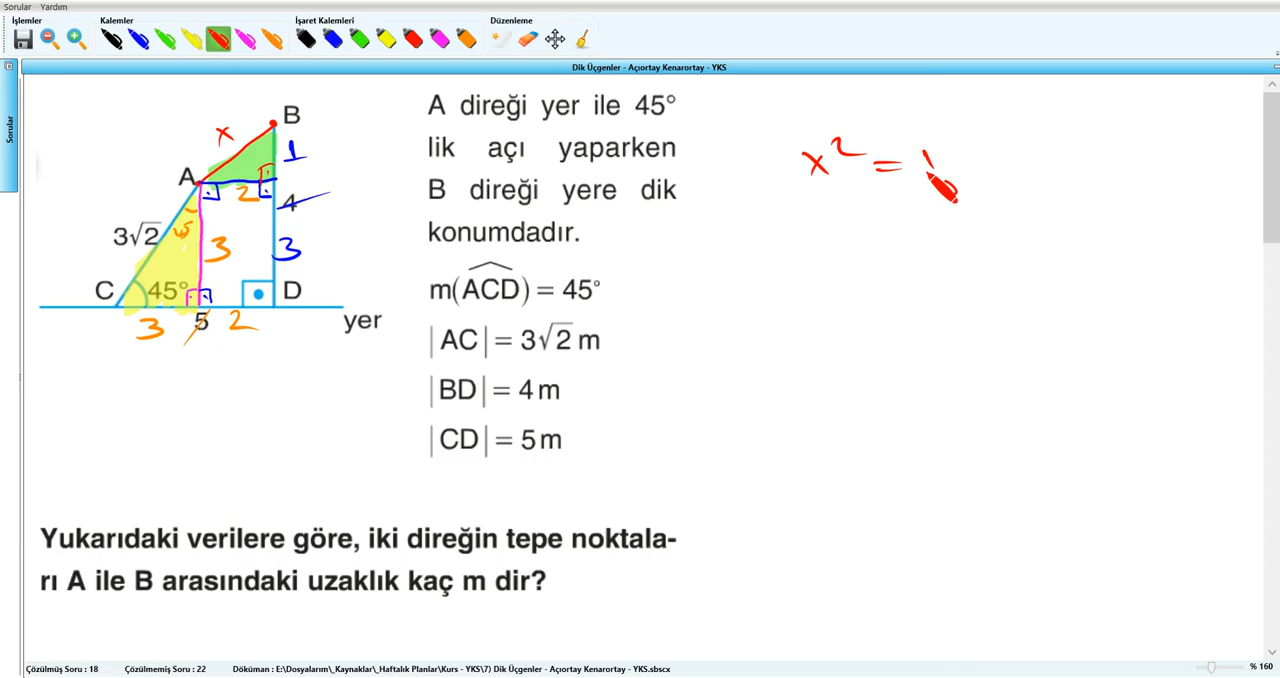 Sorular Yardım
İşlemler Kalemler İşaret Kalemleri Düzenleme
Dik Üçgenler - Açıortay Kenarortay - YKS
Sorular
B
x
1
A
2
4
45
3√2
3
3
C
45°
D
3
5
2
yer
A direği yer ile 45°
lik açı yaparken
B direği yere dik
konumdadır.
m(ACD) = 45°
|AC| = 3√2 m
|BD| = 4 m
|CD| = 5 m
x² = 1
Yukarıdaki verilere göre, iki direğin tepe noktala-
rı A ile B arasındaki uzaklık kaç m dir?
Çözülmüş Soru : 18 Çözülmemiş Soru : 22 Döküman : E:\Dosyalarım\_Kaynaklar\_Haftalık Planlar\Kurs - YKS\7) Dik Üçgenler - Açıortay Kenarortay - YKS.sbscx % 160